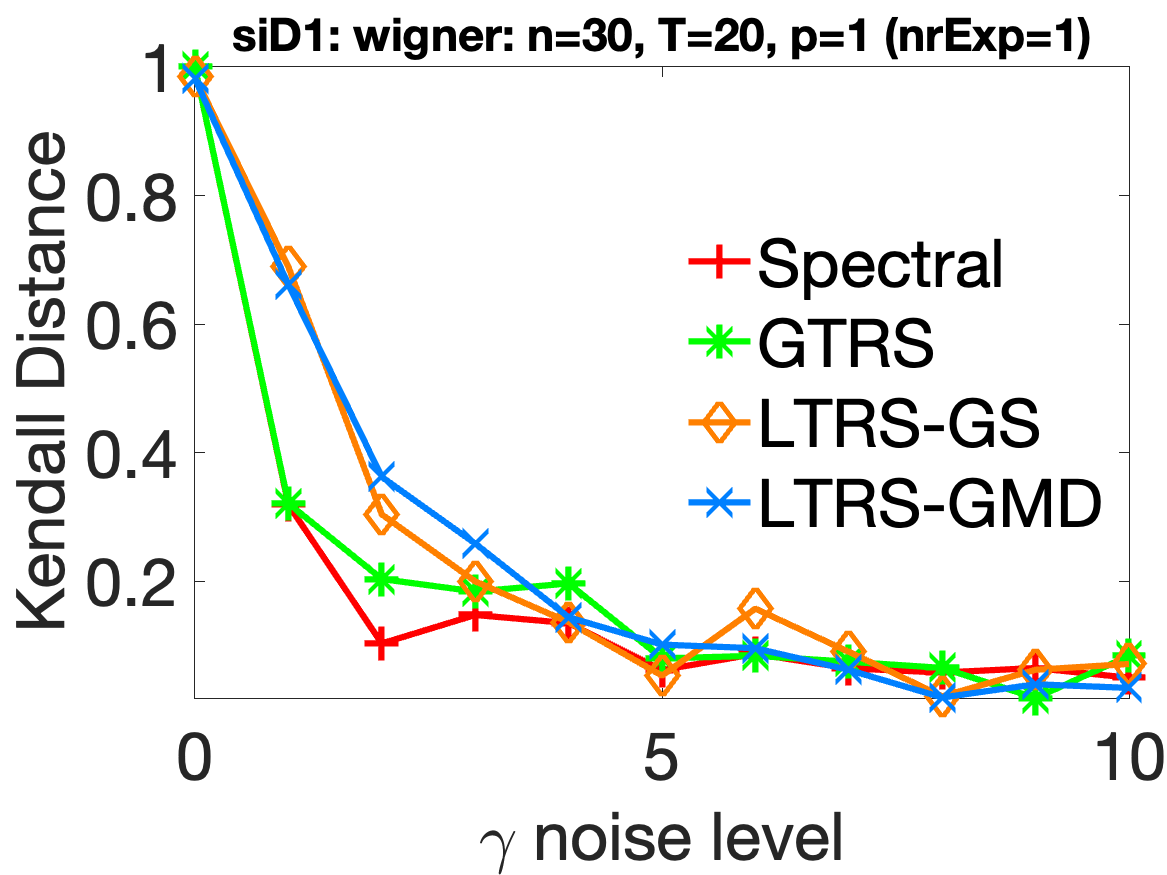 siD1: wigner: n=30, T=20, p=1 (nrExp=1)
Kendall Distance
1
0.8
0.6
0.4
0.2
Spectral
GTRS
LTRS-GS
LTRS-GMD
0 5 10
γ noise level